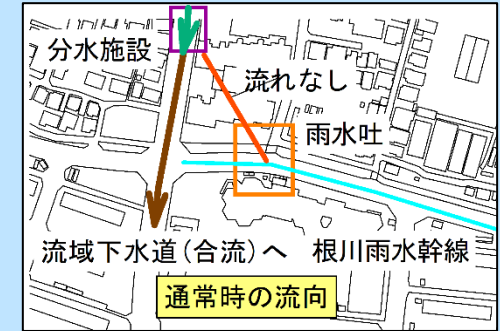 分水施設
流れなし
雨水吐
流域下水道(合流)へ 根川雨水幹線
通常時の流向